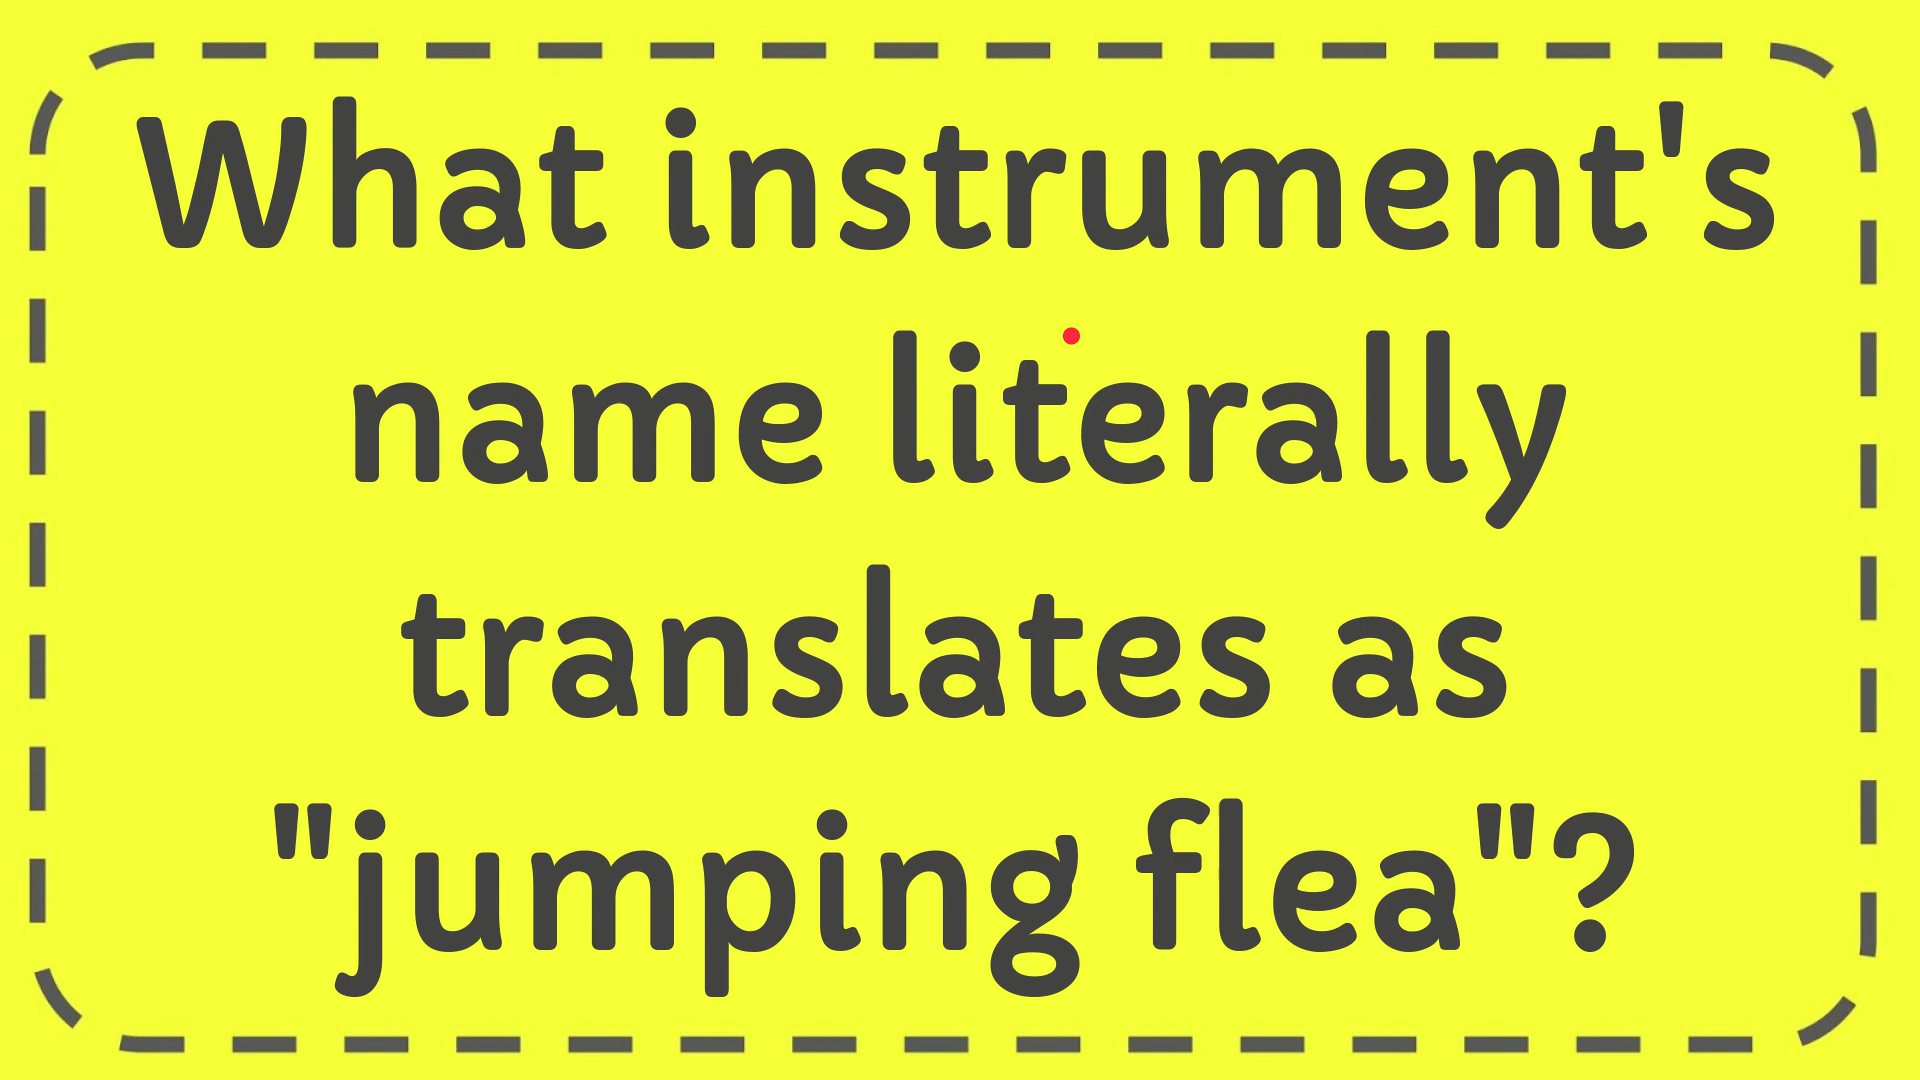 What instrument's
name literally
translates as
"jumping flea"?